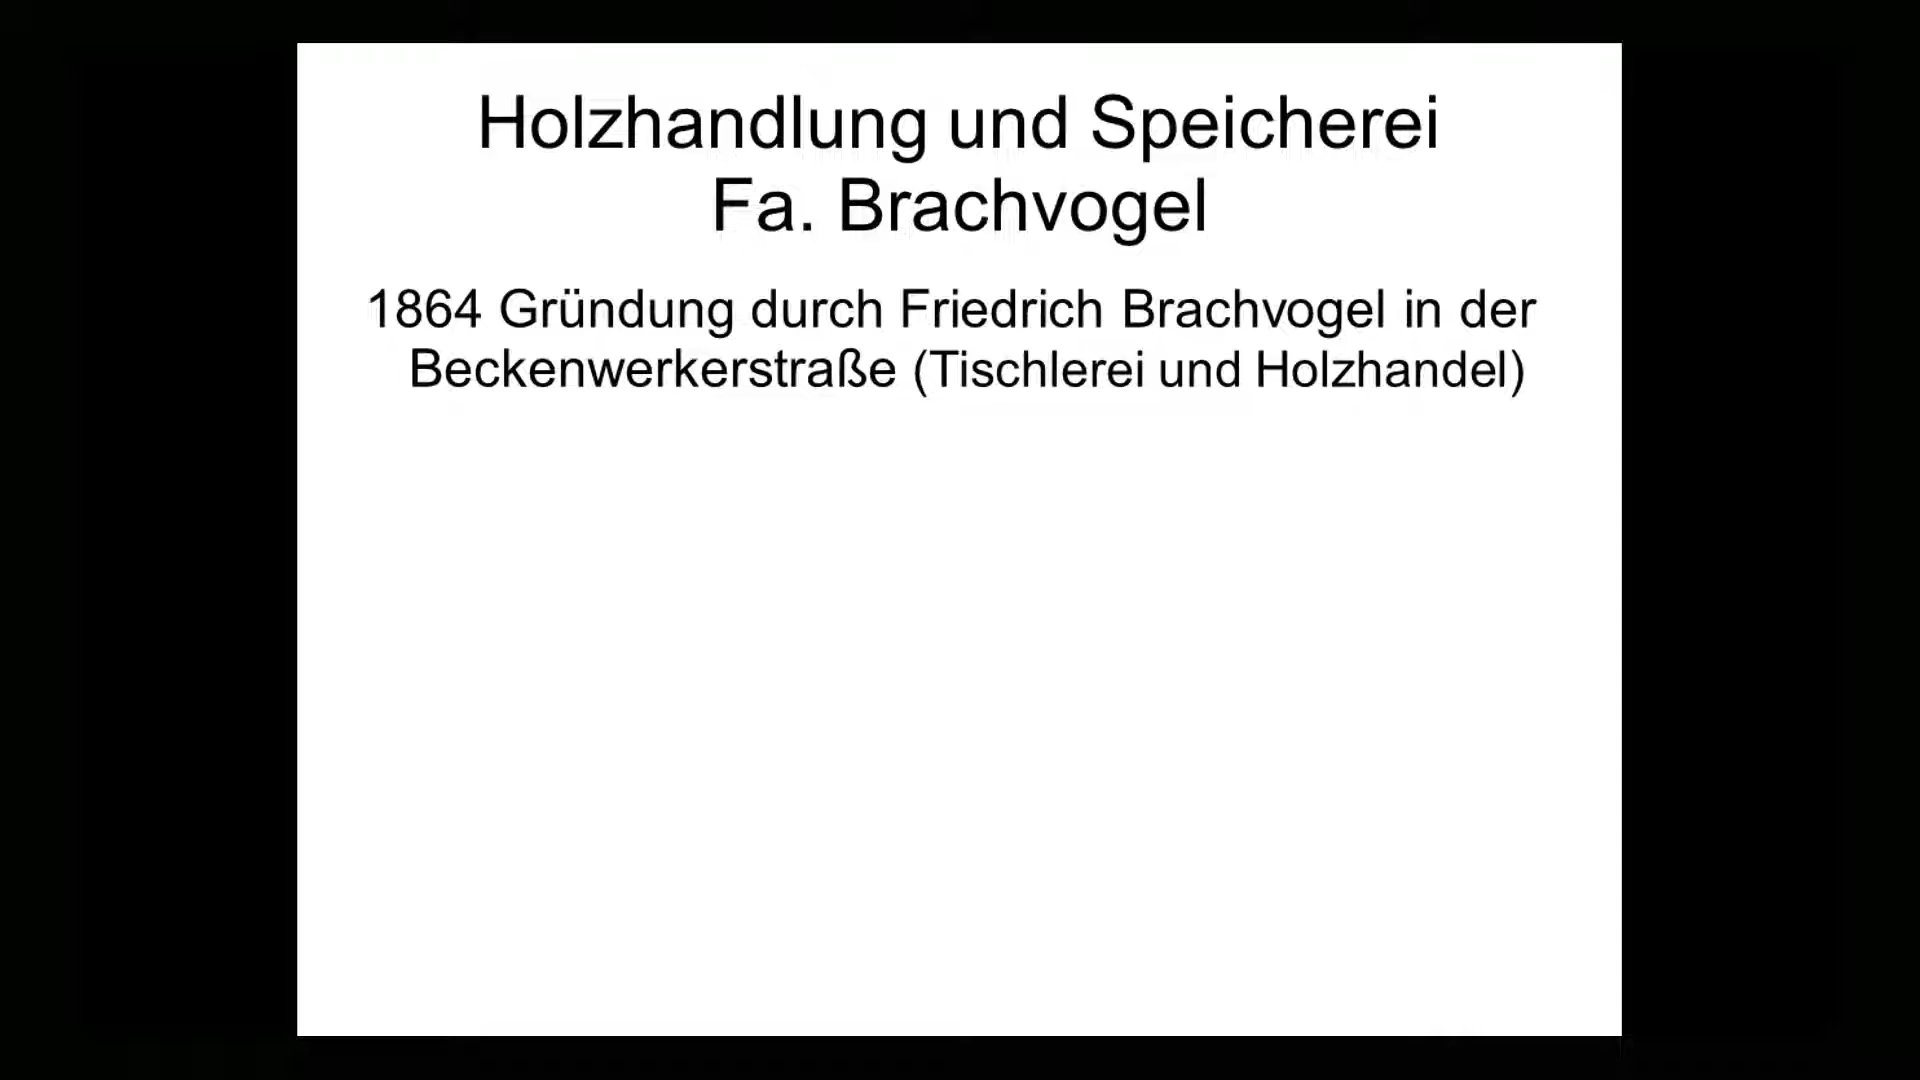 Holzhandlung und Speicherei
Fa. Brachvogel
1864 Gründung durch Friedrich Brachvogel in der
Beckenwerkerstraße (Tischlerei und Holzhandel)